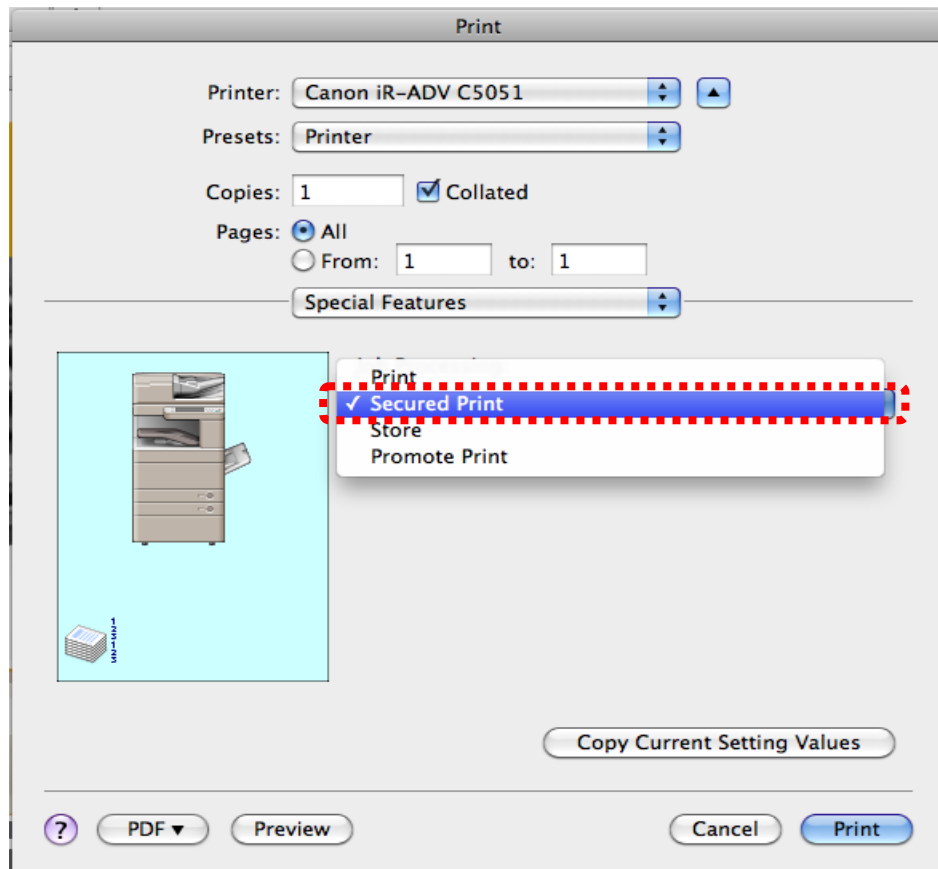 Print
Printer: Canon iR-ADV C5051
Presets: Printer
Copies: 1 Collated
Pages: All
From: 1 to: 1
Special Features
Print
✓ Secured Print
Store
Promote Print
Copy Current Setting Values
? PDF ▼ Preview Cancel Print